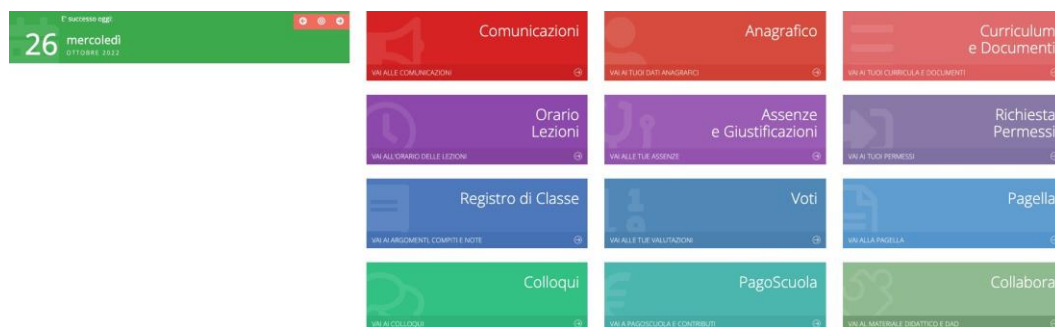 E' successo oggi:
26
mercoledì
OTTOBRE 2022
Comunicazioni
VAI ALLE COMUNICAZIONI
Anagrafico
VAI AI TUOI DATI ANAGRAFICI
Curriculum
e Documenti
VAI AI TUOI CURRICULA E DOCUMENTI
Orario
Lezioni
VAI ALL'ORARIO DELLE LEZIONI
Assenze
e Giustificazioni
VAI ALLE TUE ASSENZE
Richiesta
Permessi
VAI AI TUOI PERMESSI
Registro di Classe
VAI AI ARGOMENTI, COMPITI E NOTE
Voti
VAI ALLE TUE VALUTAZIONI
Pagella
VAI ALLA PAGELLA
Colloqui
VAI AI COLLOQUI
PagoScuola
VAI A PAGOSCUOLA E CONTRIBUTI
Collabora
VAI AL MATERIALE DIDATTICO E DAD